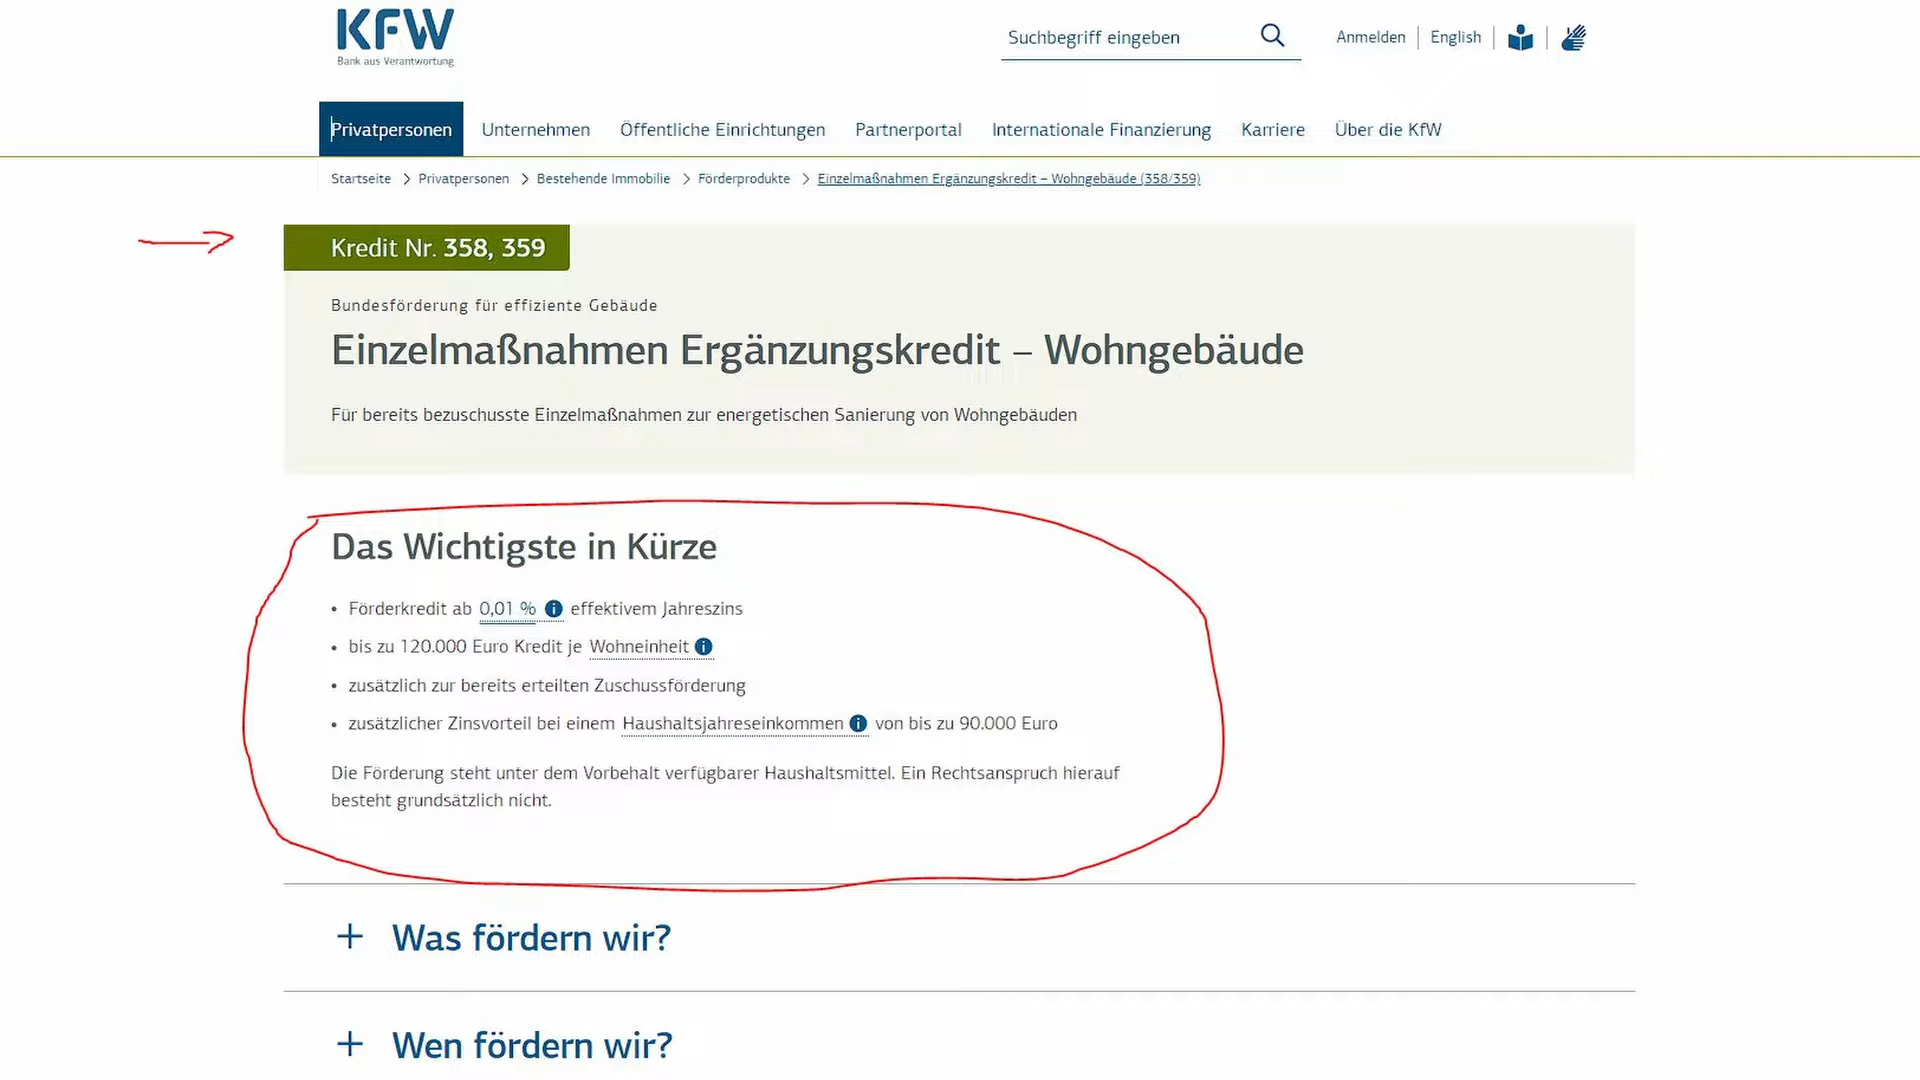 KFW
Bank aus Verantwortung
Suchbegriff eingeben
Anmelden
English
Privatpersonen
Unternehmen
Öffentliche Einrichtungen
Partnerportal
Internationale Finanzierung
Karriere
Über die KfW
Startseite > Privatpersonen > Bestehende Immobilie > Förderprodukte > Einzelmaßnahmen Ergänzungskredit – Wohngebäude (358/359)
Kredit Nr. 358, 359
Bundesförderung für effiziente Gebäude
Einzelmaßnahmen Ergänzungskredit – Wohngebäude
Für bereits bezuschusste Einzelmaßnahmen zur energetischen Sanierung von Wohngebäuden
Das Wichtigste in Kürze
• Förderkredit ab 0,01 % i effektivem Jahreszins
• bis zu 120.000 Euro Kredit je Wohneinheit i
• zusätzlich zur bereits erteilten Zuschussförderung
• zusätzlicher Zinsvorteil bei einem Haushaltsjahreseinkommen i von bis zu 90.000 Euro
Die Förderung steht unter dem Vorbehalt verfügbarer Haushaltsmittel. Ein Rechtsanspruch hierauf
besteht grundsätzlich nicht.
+ Was fördern wir?
+ Wen fördern wir?